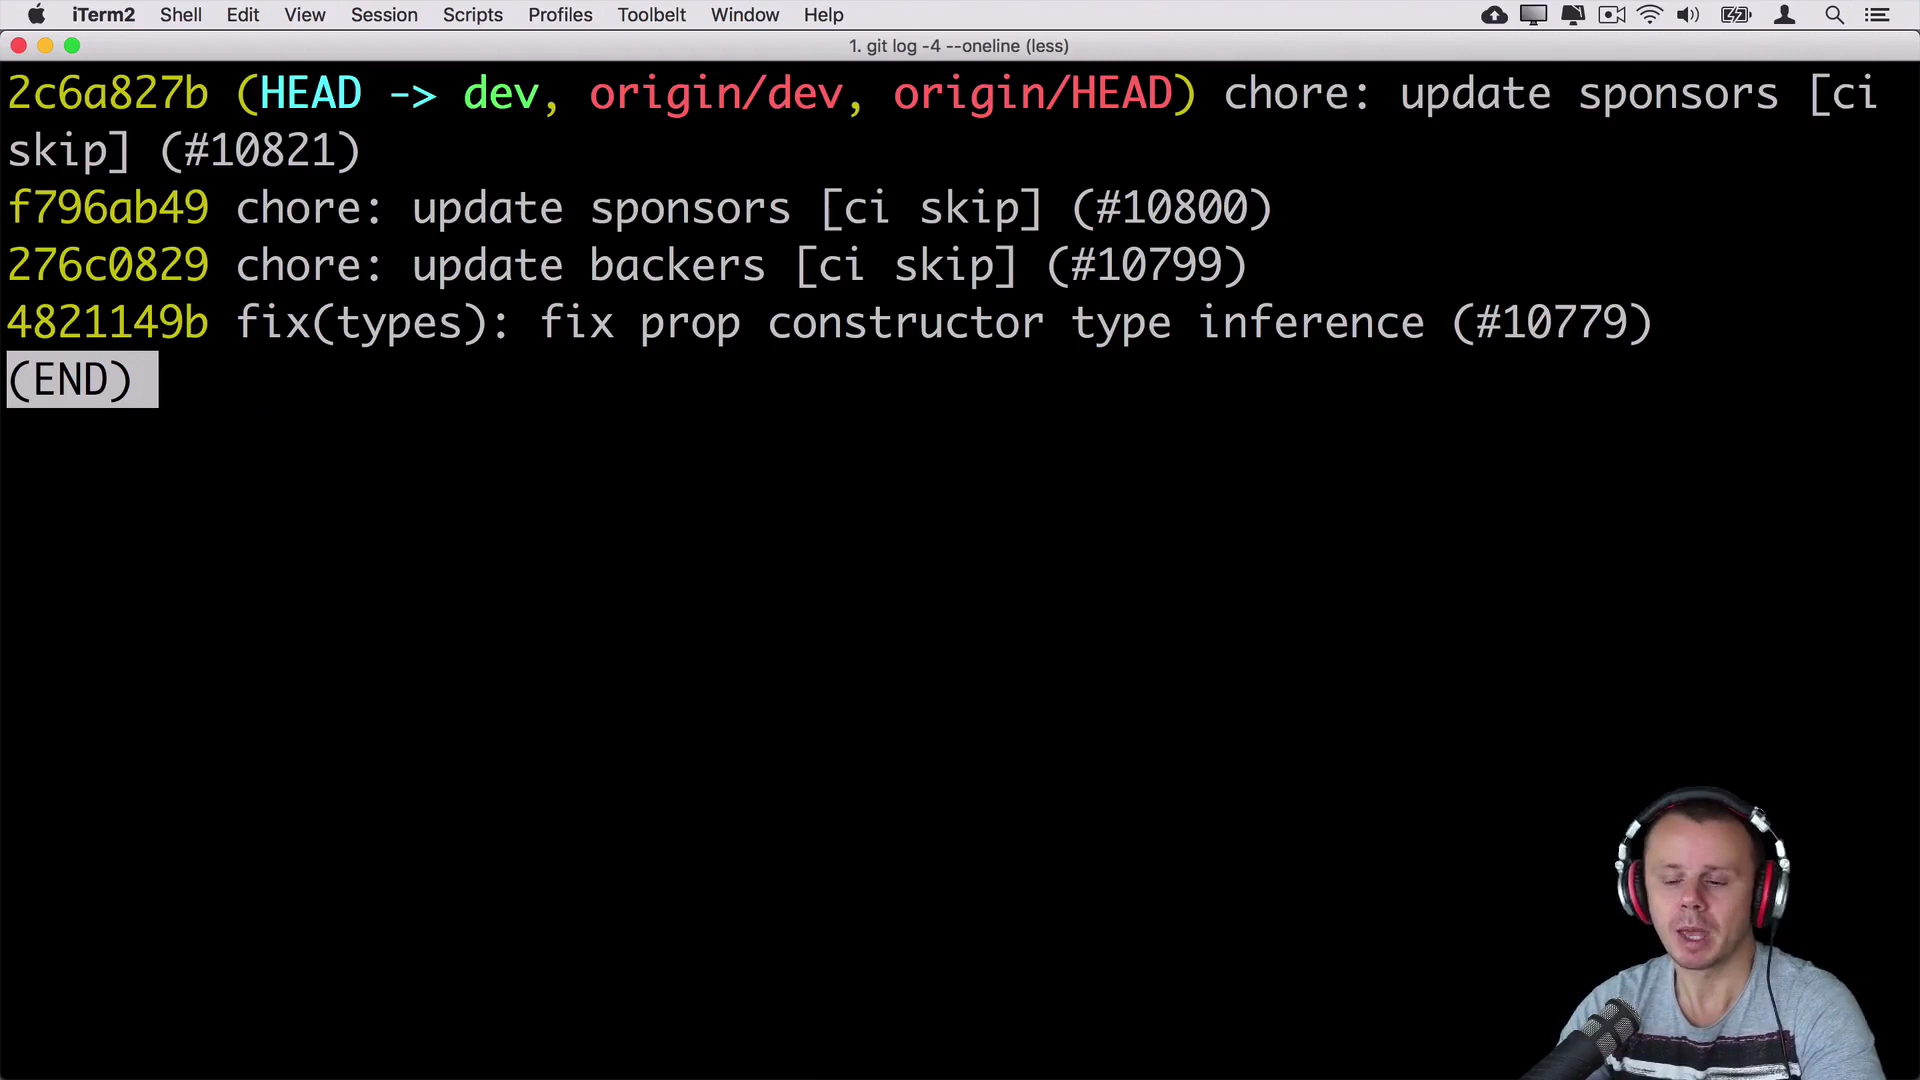 iTerm2 Shell Edit View Session Scripts Profiles Toolbelt Window Help
1. git log -4 --oneline (less)
2c6a827b (HEAD -> dev, origin/dev, origin/HEAD) chore: update sponsors [ci
skip] (#10821)
f796ab49 chore: update sponsors [ci skip] (#10800)
276c0829 chore: update backers [ci skip] (#10799)
4821149b fix(types): fix prop constructor type inference (#10779)
(END)